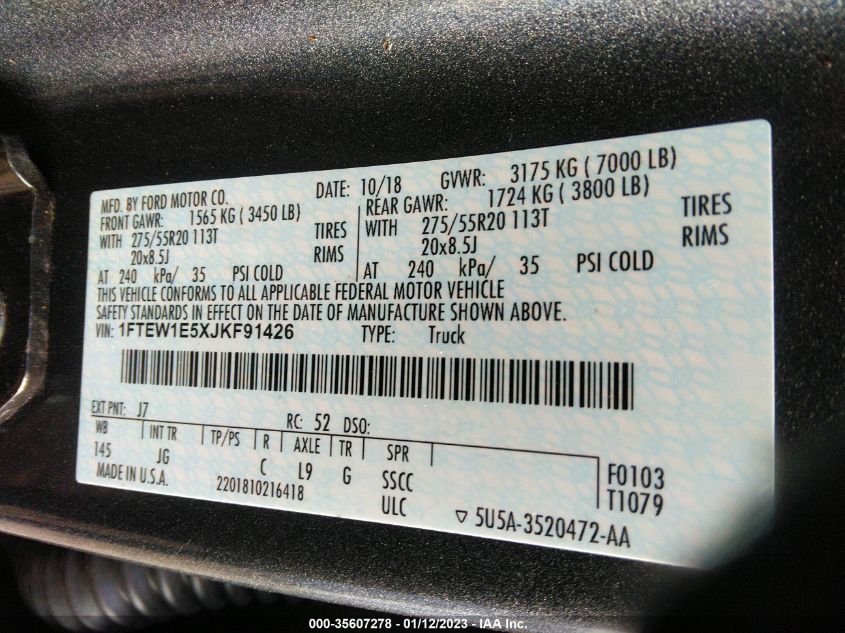 MFD. BY FORD MOTOR CO. DATE: 10/18 GVWR: 3175 KG ( 7000 LB)
FRONT GAWR: 1565 KG ( 3450 LB) REAR GAWR: 1724 KG ( 3800 LB)
WITH 275/55R20 113T TIRES WITH 275/55R20 113T TIRES
20x8.5J RIMS 20x8.5J RIMS
AT 240 kPa/ 35 PSI COLD AT 240 kPa/ 35 PSI COLD
THIS VEHICLE CONFORMS TO ALL APPLICABLE FEDERAL MOTOR VEHICLE
SAFETY STANDARDS IN EFFECT ON THE DATE OF MANUFACTURE SHOWN ABOVE.
VIN: 1FTEW1E5XJKF91426 TYPE: Truck
EXT PNT: J7 RC: 52 DSO:
WB INT TR TP/PS R AXLE TR SPR
145 JG C L9 G SSCC F0103
MADE IN U.S.A. 2201810216418 ULC T1079
▽ 5U5A-3520472-AA
000-35607278 - 01/12/2023 - IAA Inc.